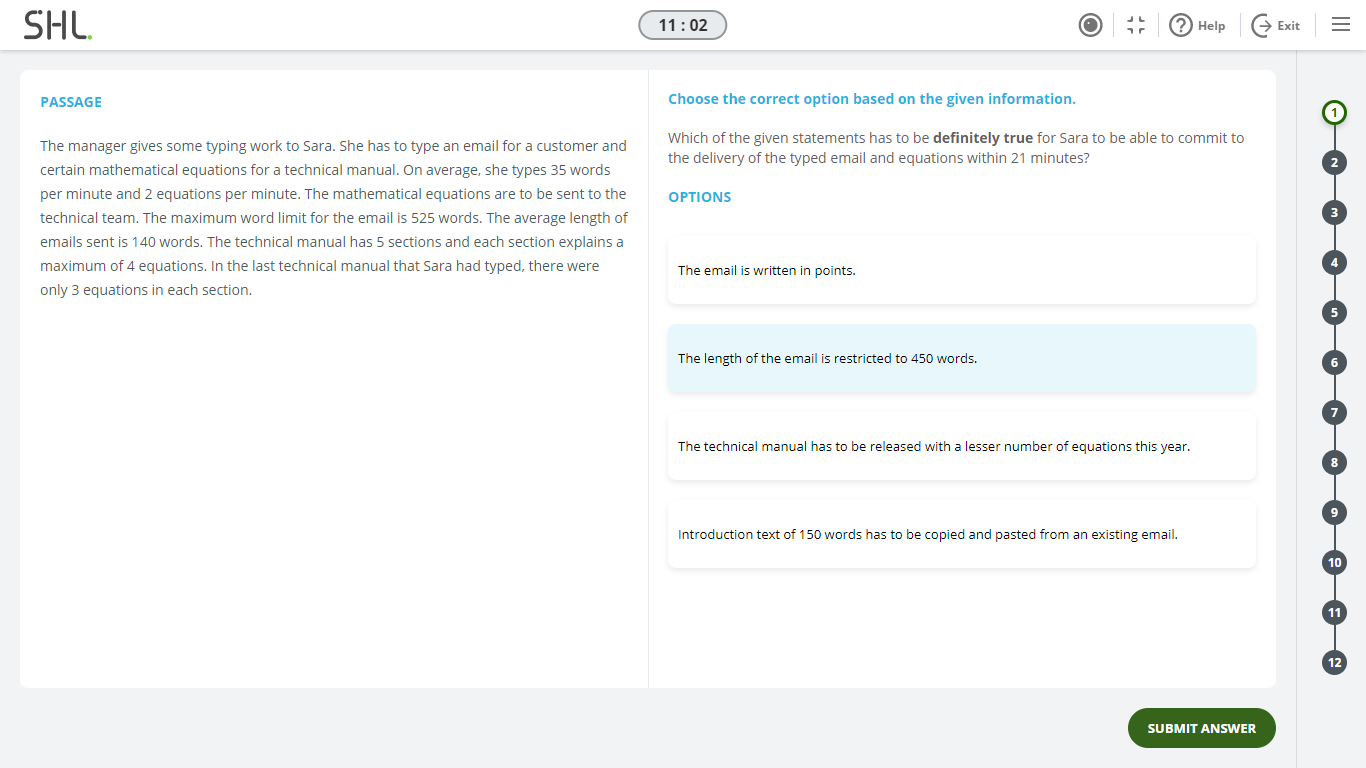 SHL.
11 : 02
Help
Exit
PASSAGE
The manager gives some typing work to Sara. She has to type an email for a customer and
certain mathematical equations for a technical manual. On average, she types 35 words
per minute and 2 equations per minute. The mathematical equations are to be sent to the
technical team. The maximum word limit for the email is 525 words. The average length of
emails sent is 140 words. The technical manual has 5 sections and each section explains a
maximum of 4 equations. In the last technical manual that Sara had typed, there were
only 3 equations in each section.
Choose the correct option based on the given information.
Which of the given statements has to be definitely true for Sara to be able to commit to
the delivery of the typed email and equations within 21 minutes?
OPTIONS
The email is written in points.
The length of the email is restricted to 450 words.
The technical manual has to be released with a lesser number of equations this year.
Introduction text of 150 words has to be copied and pasted from an existing email.
SUBMIT ANSWER
1
2
3
4
5
6
7
8
9
10
11
12